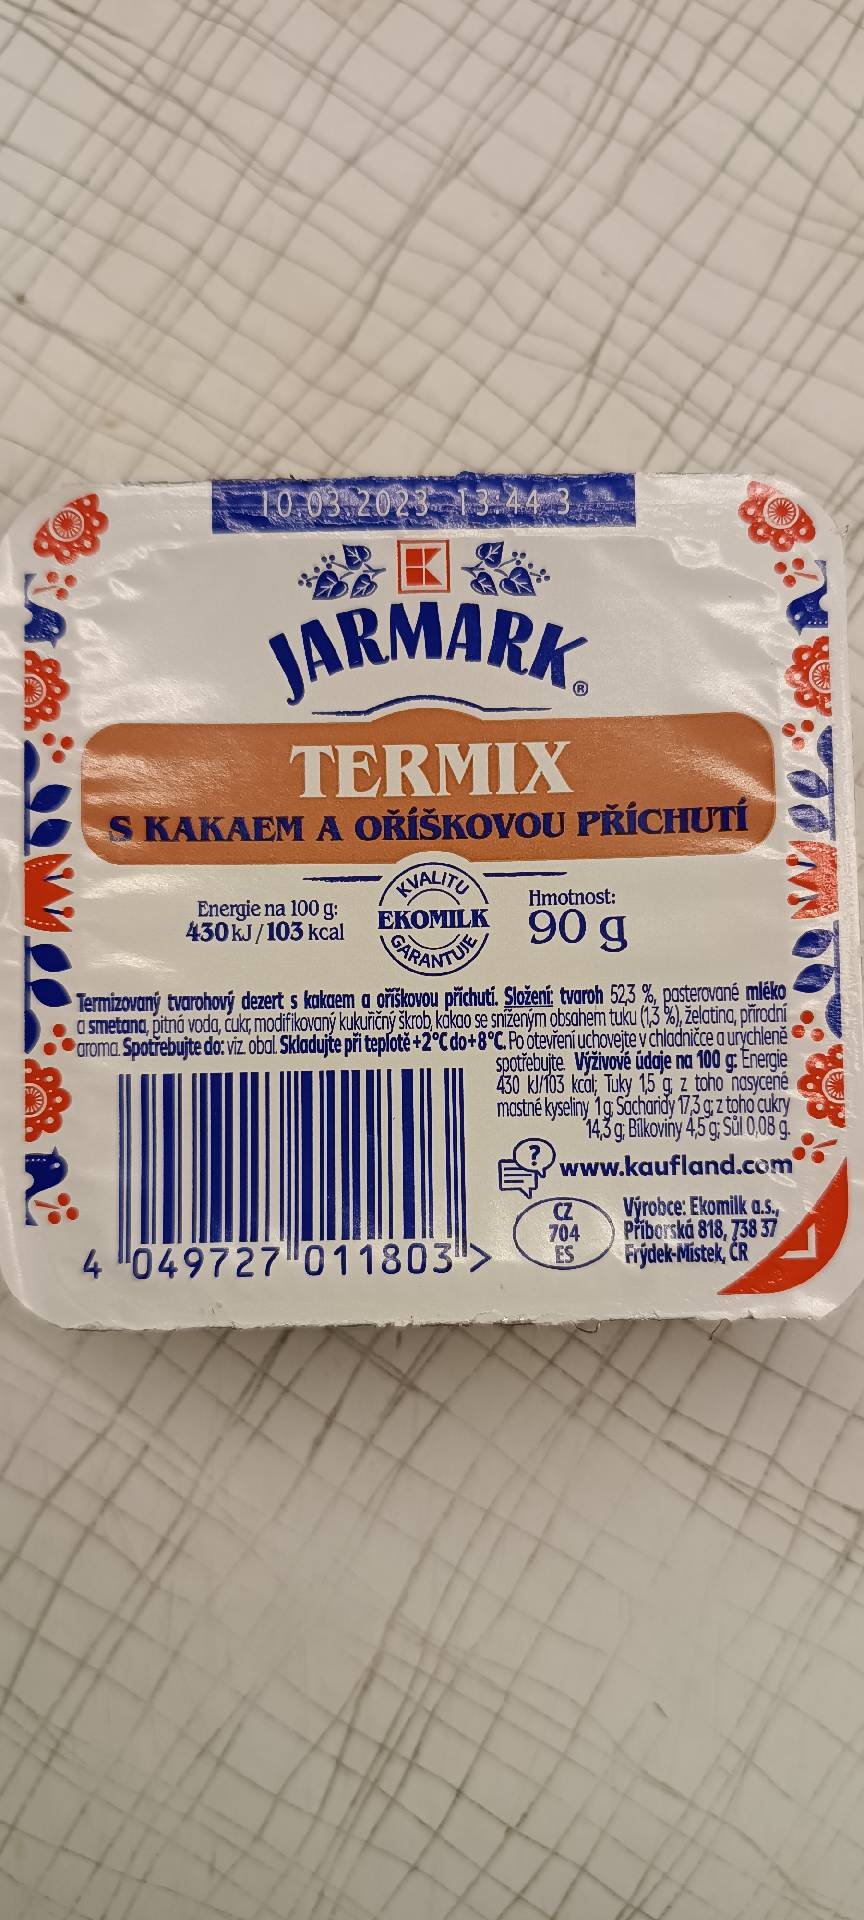 10.03.2023 13:44 3
K
JARMARK®
TERMIX
S KAKAEM A OŘÍŠKOVOU PŘÍCHUTÍ
Energie na 100 g:
430 kJ / 103 kcal
KVALITU
EKOMILK
GARANTUJE
Hmotnost:
90 g
Termizovaný tvarohový dezert s kakaem a oříškovou příchutí. Složení: tvaroh 52,3 %, pasterované mléko
a smetana, pitná voda, cukr, modifikovaný kukuřičný škrob, kakao se sníženým obsahem tuku (1,3 %), želatina, přírodní
aroma. Spotřebujte do: viz. obal. Skladujte při teplotě +2°C do +8°C. Po otevření uchovejte v chladničce a urychleně
spotřebujte. Výživové údaje na 100 g: Energie
430 kJ/103 kcal; Tuky 1,5 g, z toho nasycené
mastné kyseliny 1 g; Sacharidy 17,3 g; z toho cukry
14,3 g; Bílkoviny 4,5 g; Sůl 0,08 g.
?
www.kaufland.com
CZ
704
ES
Výrobce: Ekomilk a.s.,
Příborská 818, 738 37
Frýdek-Místek, ČR
4 049727 011803 >